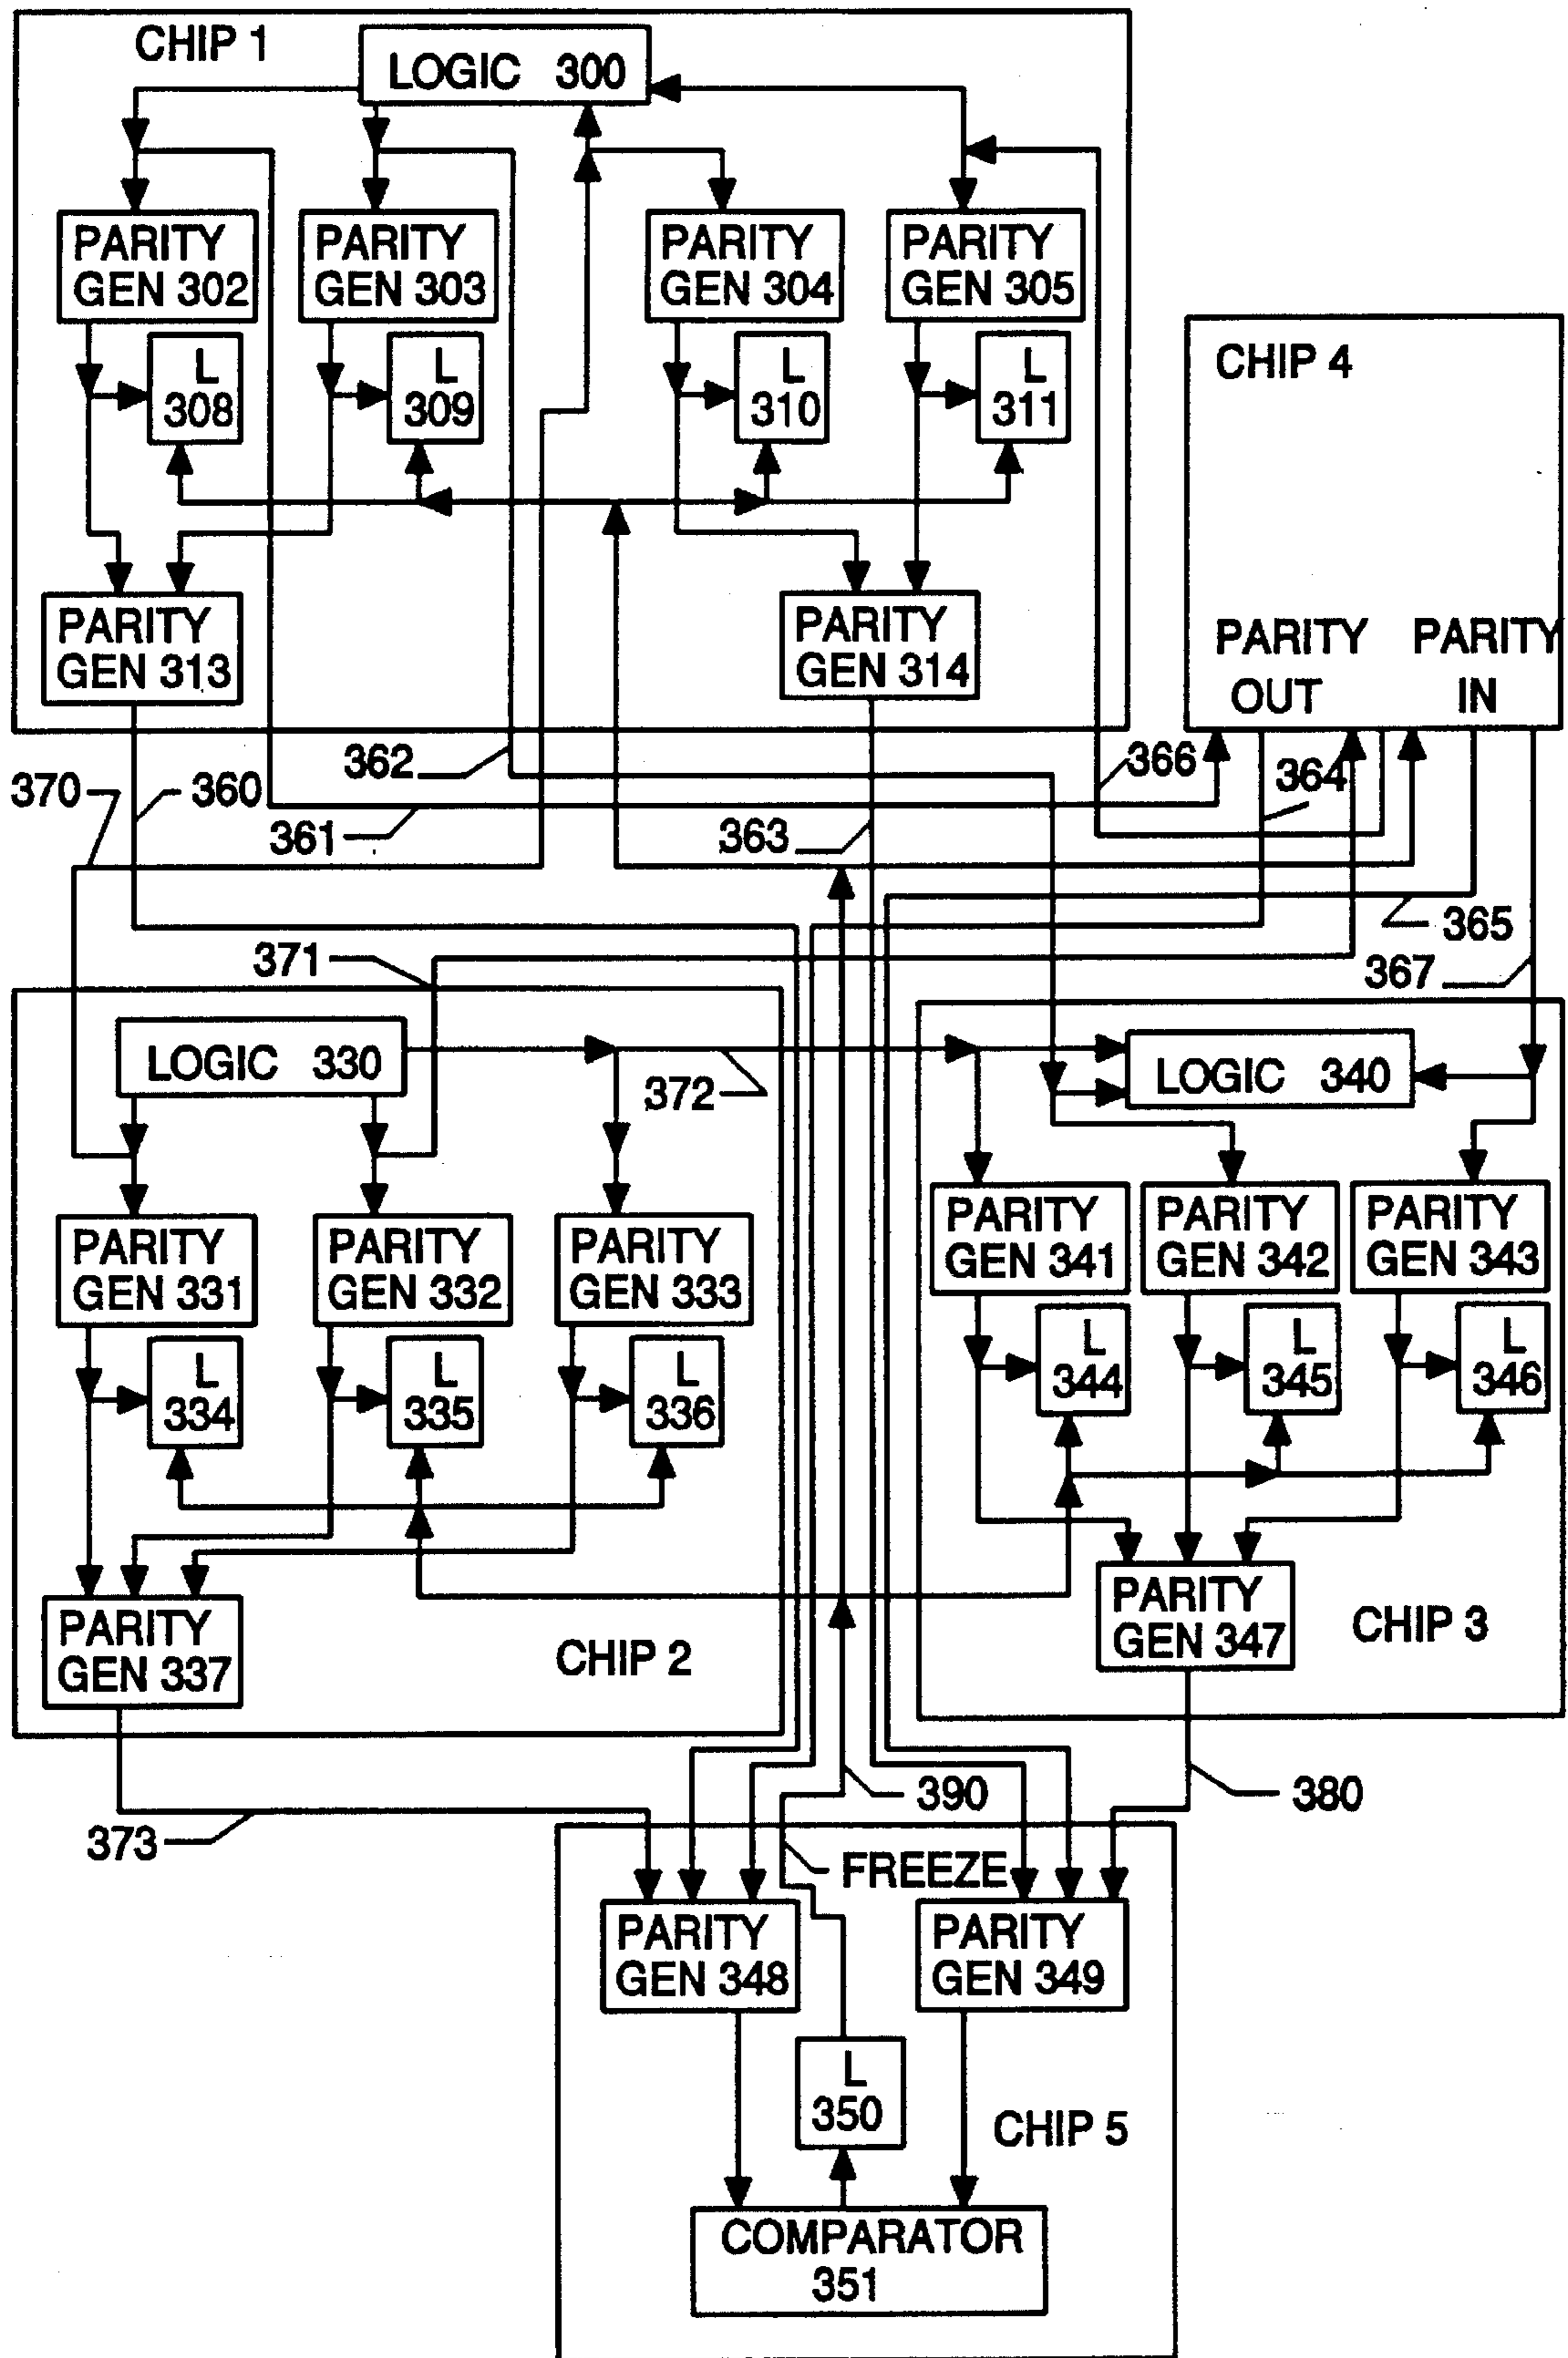 CHIP 1
LOGIC 300
PARITY
GEN 302
PARITY
GEN 303
PARITY
GEN 304
PARITY
GEN 305
L
308
L
309
L
310
L
311
PARITY
GEN 313
PARITY
GEN 314
CHIP 4
PARITY
OUT
PARITY
IN
370
360
362
361
363
366
364
365
367
371
LOGIC 330
372
LOGIC 340
PARITY
GEN 331
PARITY
GEN 332
PARITY
GEN 333
PARITY
GEN 341
PARITY
GEN 342
PARITY
GEN 343
L
334
L
335
L
336
L
344
L
345
L
346
PARITY
GEN 337
CHIP 2
PARITY
GEN 347
CHIP 3
373
390
380
FREEZE
PARITY
GEN 348
PARITY
GEN 349
L
350
CHIP 5
COMPARATOR
351